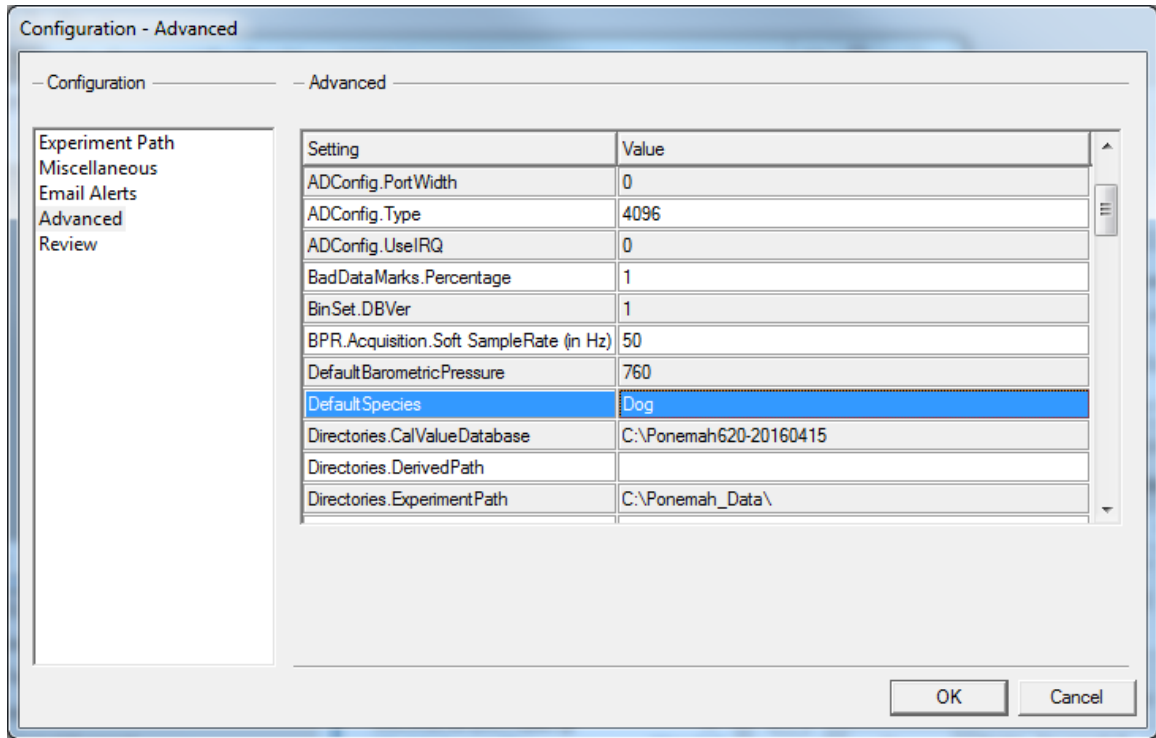 Configuration - Advanced
Configuration
Experiment Path
Miscellaneous
Email Alerts
Advanced
Review
Advanced
Setting Value
ADConfig.PortWidth 0
ADConfig.Type 4096
ADConfig.UseIRQ 0
BadDataMarks.Percentage 1
BinSet.DBVer 1
BPR.Acquisition.Soft SampleRate (in Hz) 50
DefaultBarometricPressure 760
DefaultSpecies Dog
Directories.CalValueDatabase C:\Ponemah620-20160415
Directories.DerivedPath
Directories.ExperimentPath C:\Ponemah_Data\
OK Cancel